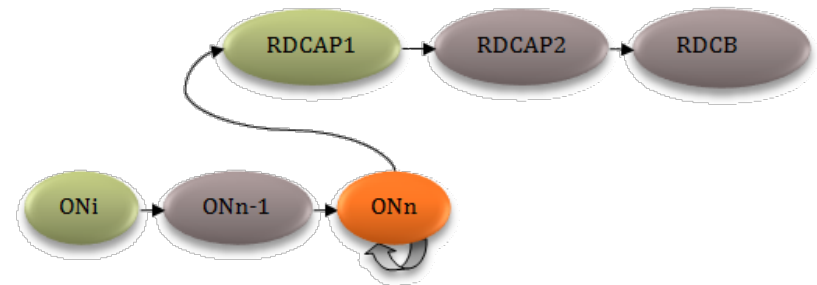 RDCAP1
RDCAP2
RDCB
ONi
ONn-1
ONn